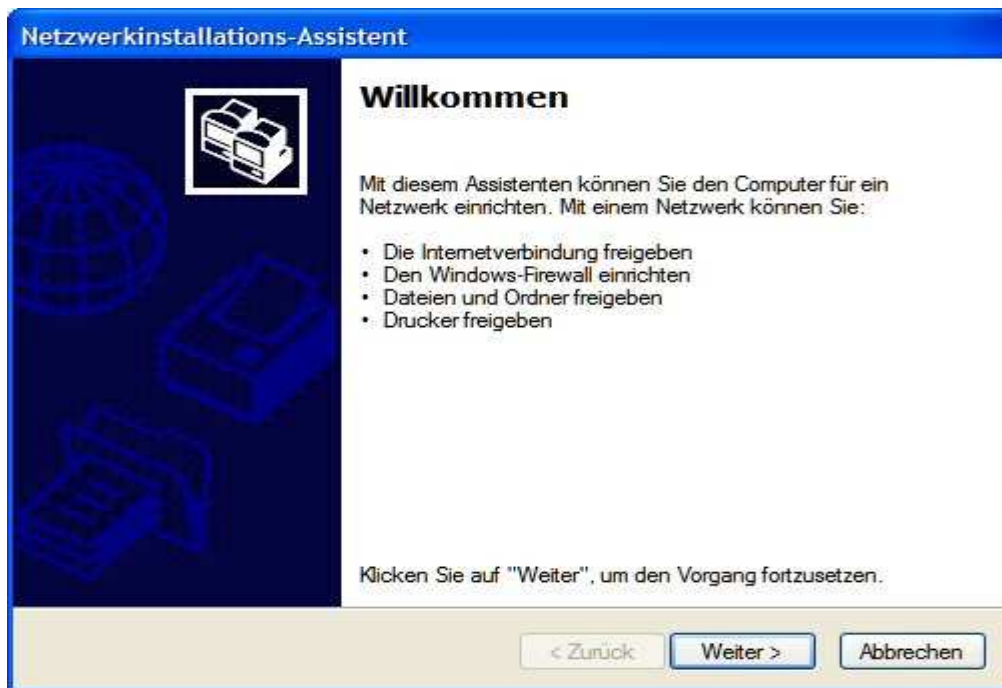 Netzwerkinstallations-Assistent
Willkommen
Mit diesem Assistenten können Sie den Computer für ein
Netzwerk einrichten. Mit einem Netzwerk können Sie:
• Die Internetverbindung freigeben
• Den Windows-Firewall einrichten
• Dateien und Ordner freigeben
• Drucker freigeben
Klicken Sie auf "Weiter", um den Vorgang fortzusetzen.
< Zurück Weiter > Abbrechen